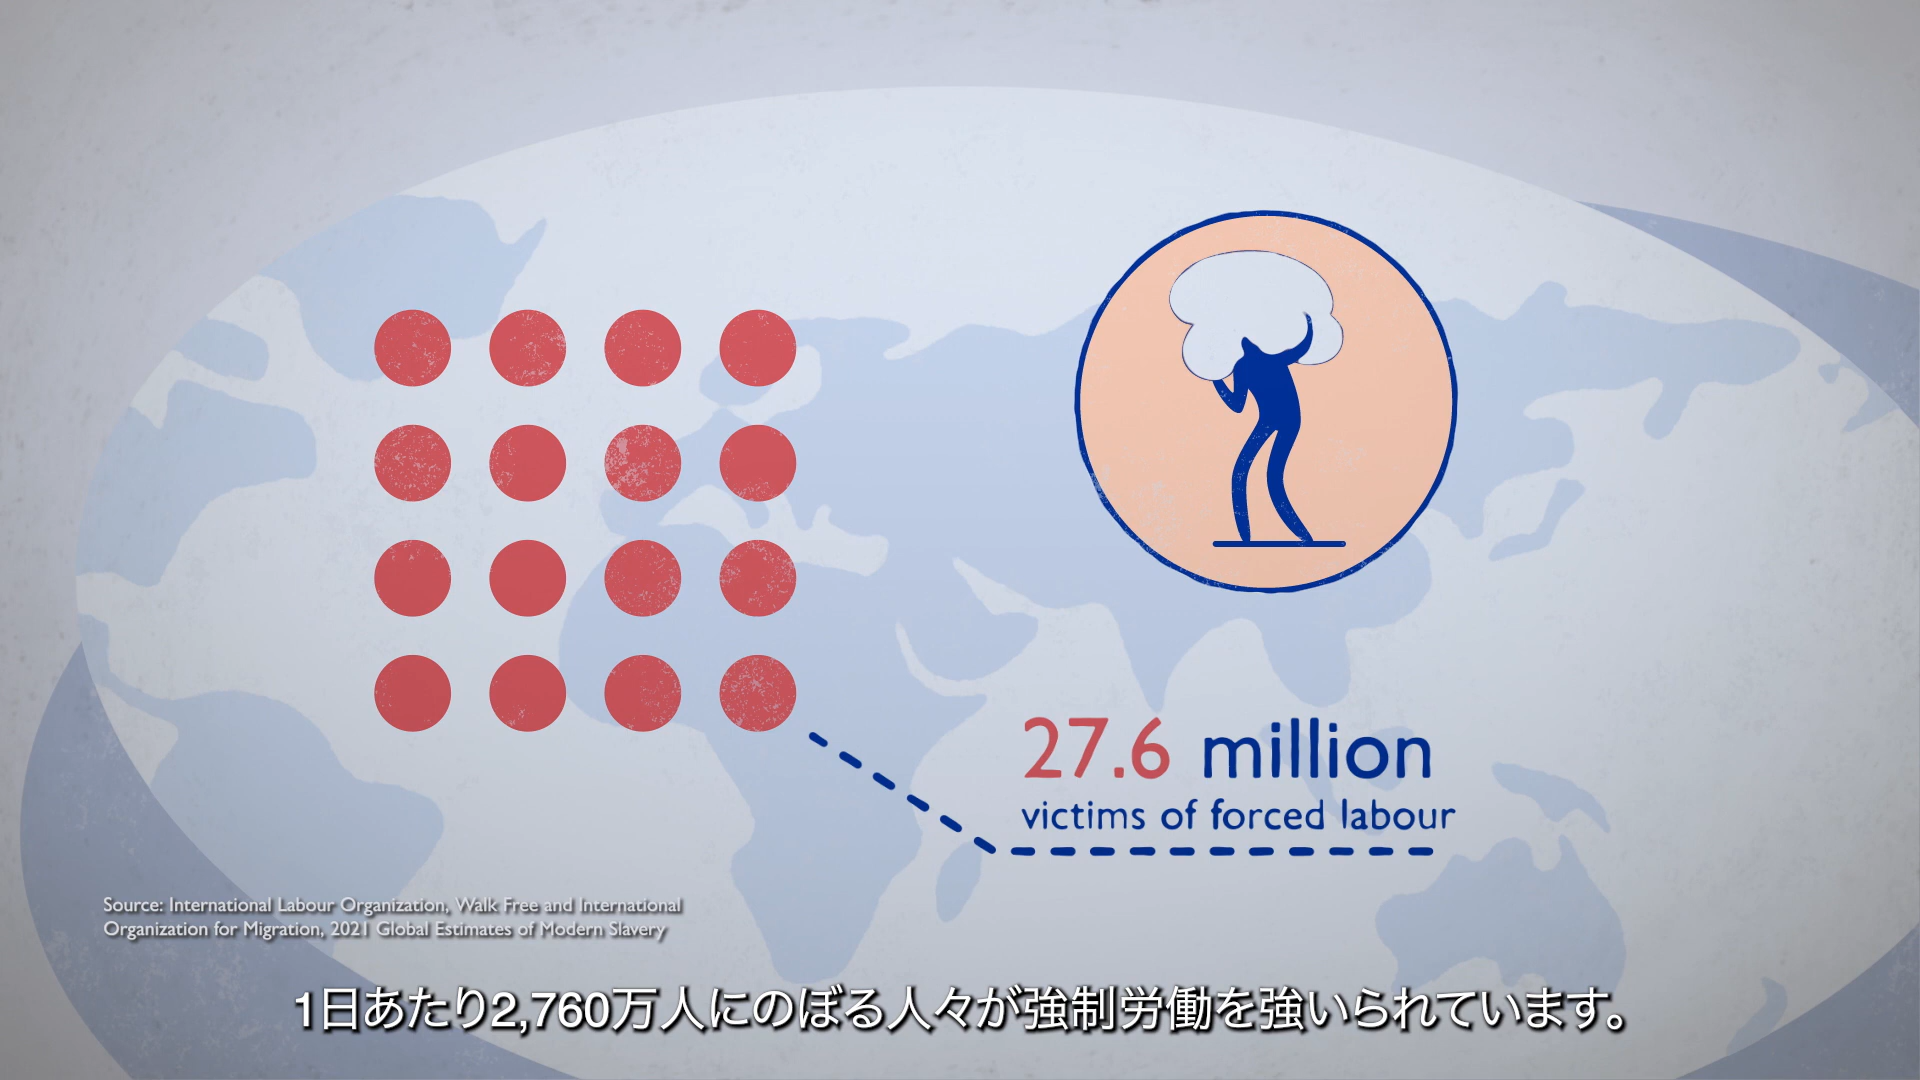 27.6 million
victims of forced labour
Source: International Labour Organization, Walk Free and International
Organization for Migration, 2021 Global Estimates of Modern Slavery
1日あたり2,760万人にのぼる人々が強制労働を強いられています。